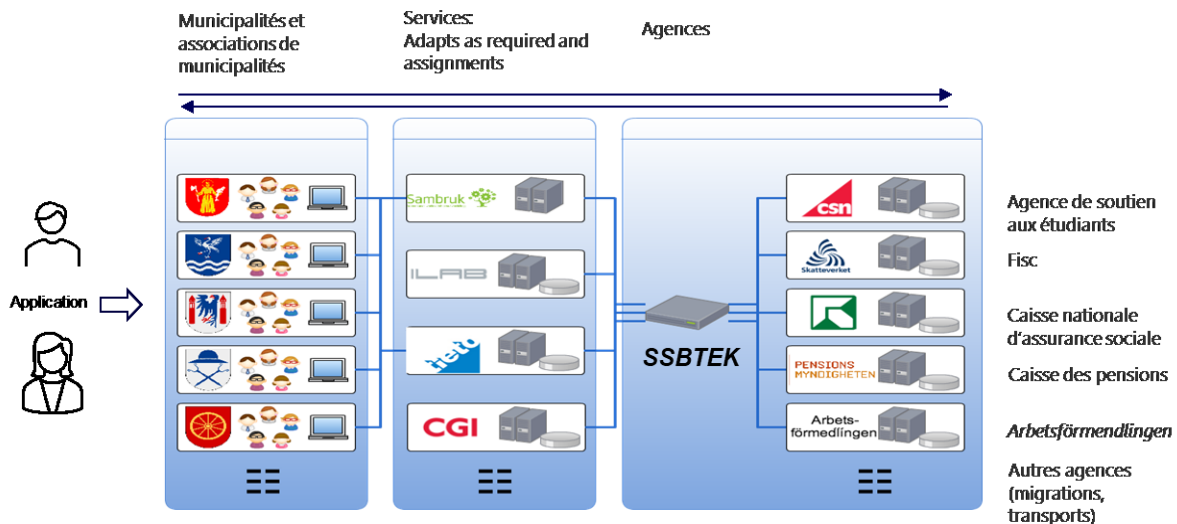 Municipalités et
associations de
municipalités
Services:
Adapts as required and
assignments
Agences
Application
Sambruk
ILAB
tieto
CGI
SSBTEK
csn
Skatteverket
PENSIONS
MYNDIGHETEN
Arbets-
förmedlingen
Agence de soutien
aux étudiants
Fisc
Caisse nationale
d'assurance sociale
Caisse des pensions
Arbetsförmendlingen
Autres agences
(migrations,
transports)